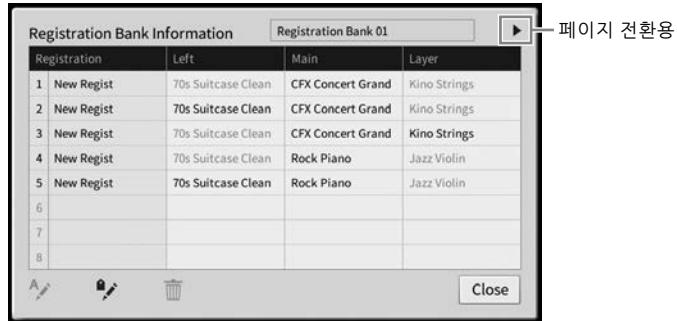 Registration Bank Information Registration Bank 01 ▶ 페이지 전환용
Registration Left Main Layer
1 New Regist 70s Suitcase Clean CFX Concert Grand Kino Strings
2 New Regist 70s Suitcase Clean CFX Concert Grand Kino Strings
3 New Regist 70s Suitcase Clean CFX Concert Grand Kino Strings
4 New Regist 70s Suitcase Clean Rock Piano Jazz Violin
5 New Regist 70s Suitcase Clean Rock Piano Jazz Violin
6
7
8
A Close